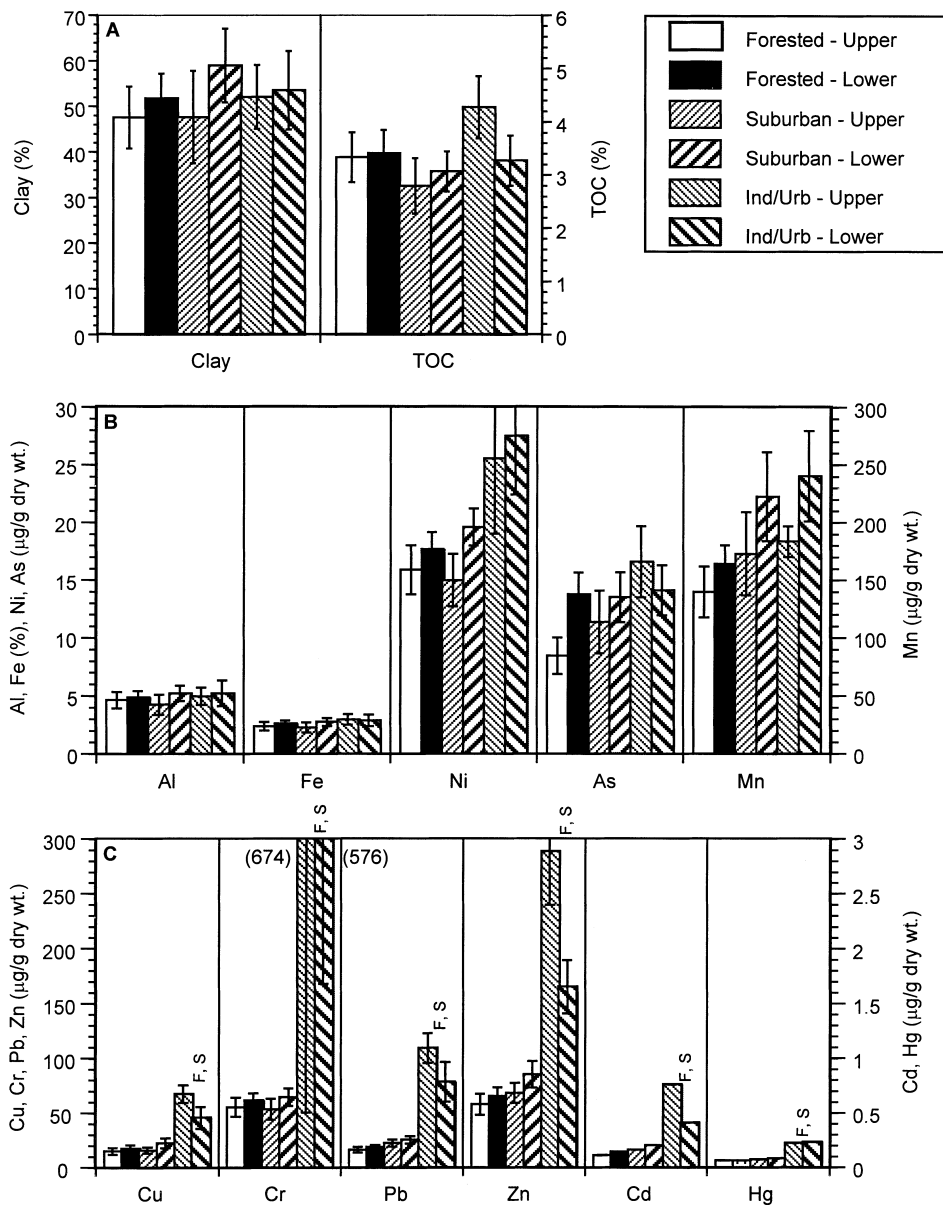 A
70
60
50
40
30
20
10
0
Clay (%)
6
5
4
3
2
1
0
TOC (%)
Clay TOC
Forested - Upper
Forested - Lower
Suburban - Upper
Suburban - Lower
Ind/Urb - Upper
Ind/Urb - Lower
B
30
25
20
15
10
5
0
Al, Fe (%), Ni, As (µg/g dry wt.)
300
250
200
150
100
50
0
Mn (µg/g dry wt.)
Al Fe Ni As Mn
C
300
250
200
150
100
50
0
Cu, Cr, Pb, Zn (µg/g dry wt.)
(674) (576)
F, S
F, S
F, S
F, S
F, S
F, S
3
2.5
2
1.5
1
0.5
0
Cd, Hg (µg/g dry wt.)
Cu Cr Pb Zn Cd Hg